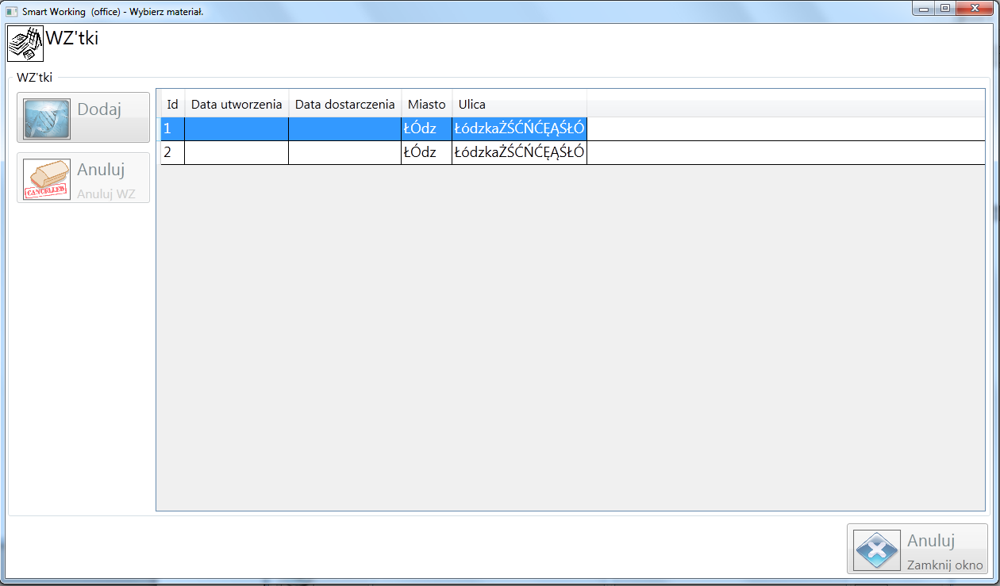 Smart Working (office) - Wybierz materiał.
WZ'tki
WZ'tki
Dodaj
Anuluj
CANCELLED
Anuluj WZ
Id Data utworzenia Data dostarczenia Miasto Ulica
1 ŁÓdz ŁódzkaŻŚĆŃĆĘĄŚŁÓ
2 ŁÓdz ŁódzkaŻŚĆŃĆĘĄŚŁÓ
Anuluj
Zamknij okno